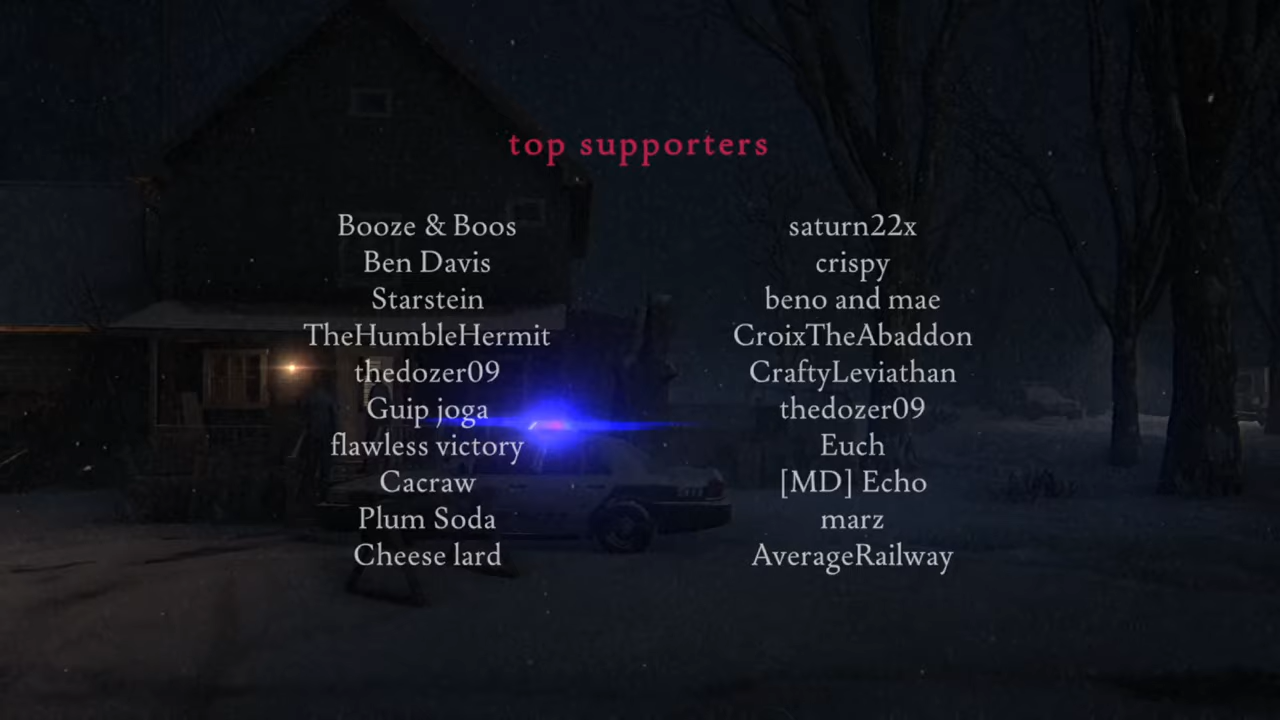 top supporters
Booze & Boos
Ben Davis
Starstein
TheHumbleHermit
thedozer09
Guip joga
flawless victory
Cacraw
Plum Soda
Cheese lard
saturn22x
crispy
beno and mae
CroixTheAbaddon
CraftyLeviathan
thedozer09
Euch
[MD] Echo
marz
AverageRailway